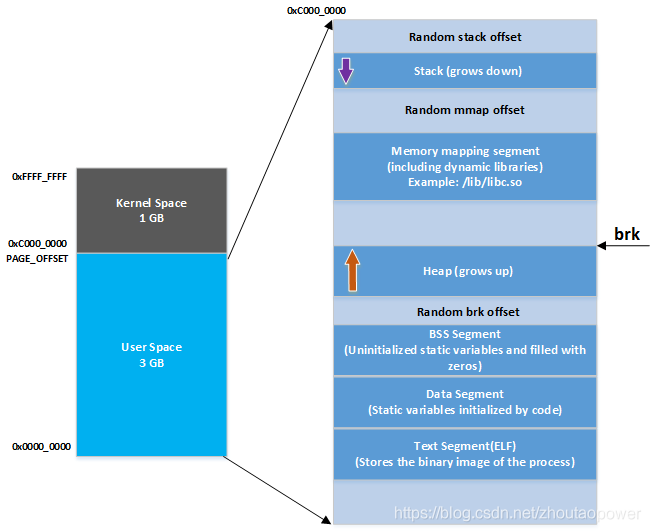 0xC000_0000
Random stack offset
Stack (grows down)
Random mmap offset
Memory mapping segment
(including dynamic libraries)
Example: /lib/libc.so
brk
Heap (grows up)
Random brk offset
BSS Segment
(Uninitialized static variables and filled with
zeros)
Data Segment
(Static variables initialized by code)
Text Segment(ELF)
(Stores the binary image of the process)
0xFFFF_FFFF
Kernel Space
1 GB
0xC000_0000
PAGE_OFFSET
User Space
3 GB
0x0000_0000
https://blog.csdn.net/zhoutaopower